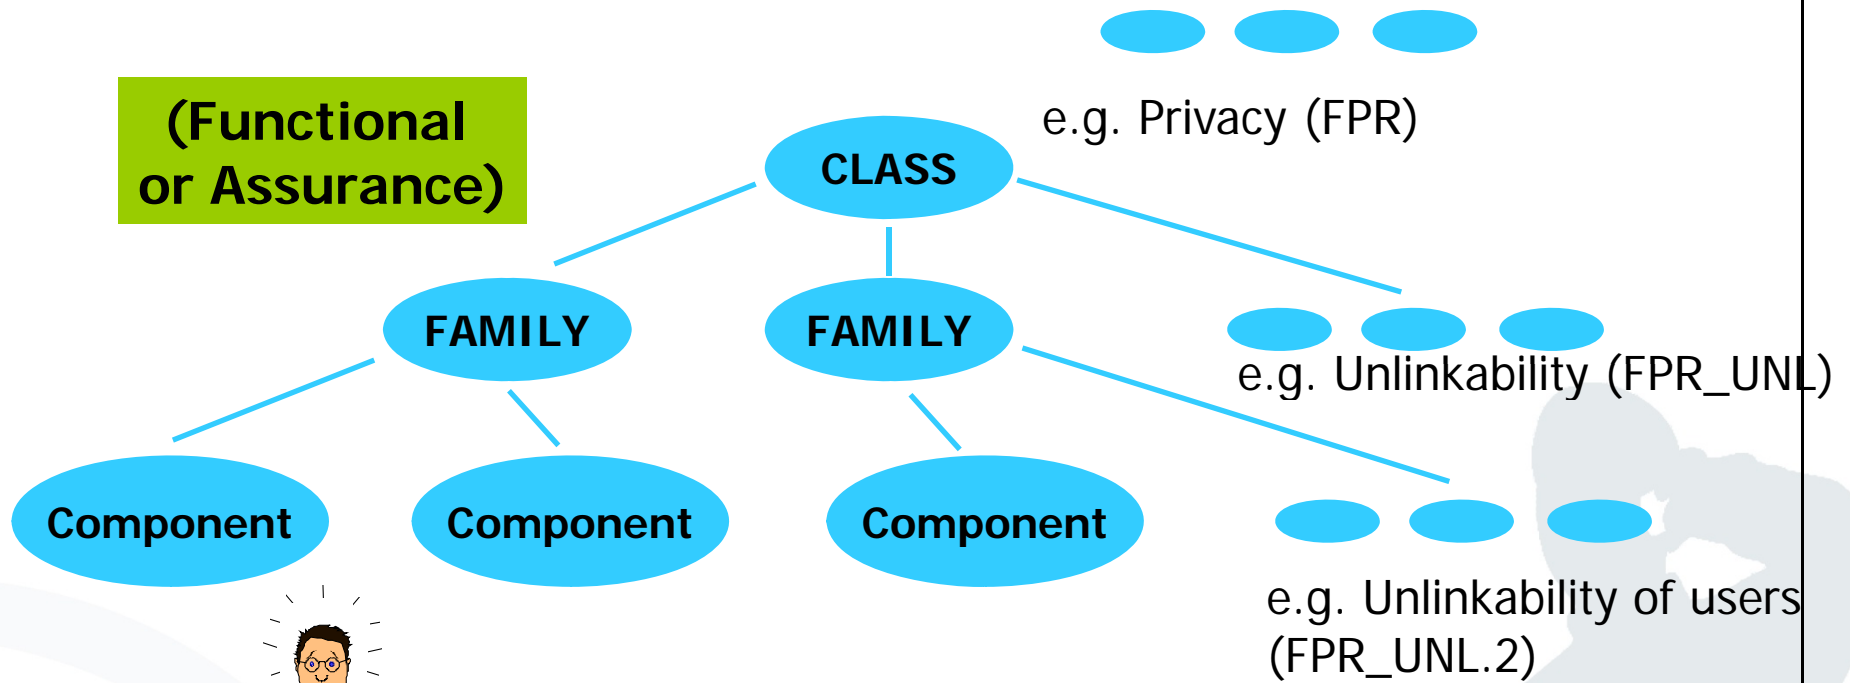 (Functional
or Assurance)
e.g. Privacy (FPR)
CLASS
FAMILY
FAMILY
e.g. Unlinkability (FPR_UNL)
Component
Component
Component
e.g. Unlinkability of users
(FPR_UNL.2)